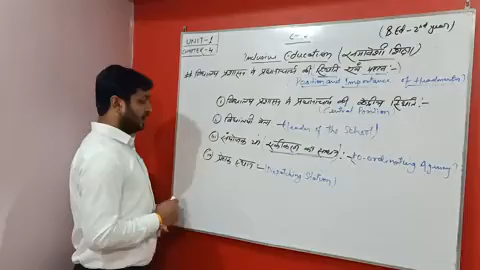 UNIT-1
CHAPTER-4
(B.Ed-2nd year)
Inclusive Education (समावेशी शिक्षा)
विद्यालय प्रशासन में प्रधानाचार्य की स्थिति एवं महत्व :-
Position and Importance of Headmaster
① विद्यालय प्रशासन में प्रधानाचार्य की केंद्रीय स्थिति :-
(Central Position)
② विद्यालयी नेता - (Leader of the School)
③ संयोजक या एकीकरण का साधन : (Co-ordinating Agency)
④ प्रेरक स्थान - (Station)